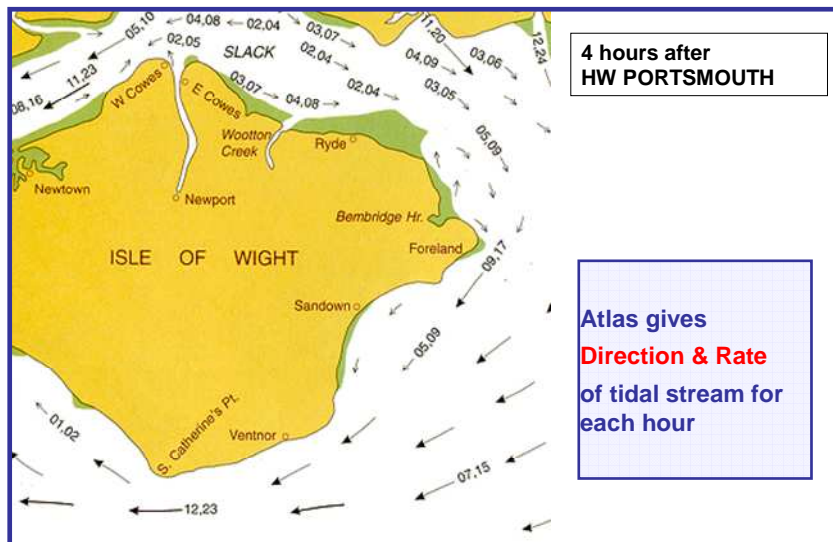 4 hours after
HW PORTSMOUTH
05,10
04,08
03,07
11,20
12,24
02,05
SLACK
02,04
04,09
03,06
11,23
08,16
W Cowes
E Cowes
03,07
04,08
02,04
03,05
05,09
Wootton
Creek
Ryde
Newtown
Newport
Bembridge Hr.
Foreland
ISLE OF WIGHT
09,17
Sandown
05,09
01,02
S. Catherine's Pt.
Ventnor
07,15
12,23
Atlas gives
Direction & Rate
of tidal stream for
each hour